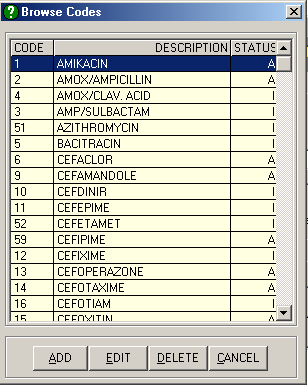 Browse Codes
CODE DESCRIPTION STATUS
1 AMIKACIN A
2 AMOX/AMPICILLIN A
4 AMOX/CLAV. ACID I
3 AMP/SULBACTAM I
51 AZITHROMYCIN I
5 BACITRACIN I
6 CEFACLOR A
9 CEFAMANDOLE A
10 CEFDINIR I
11 CEFEPIME I
52 CEFETAMET I
59 CEFIPIME A
12 CEFIXIME I
13 CEFOPERAZONE A
14 CEFOTAXIME A
16 CEFOTIAM I
15 CEFOXITIN A
ADD EDIT DELETE CANCEL